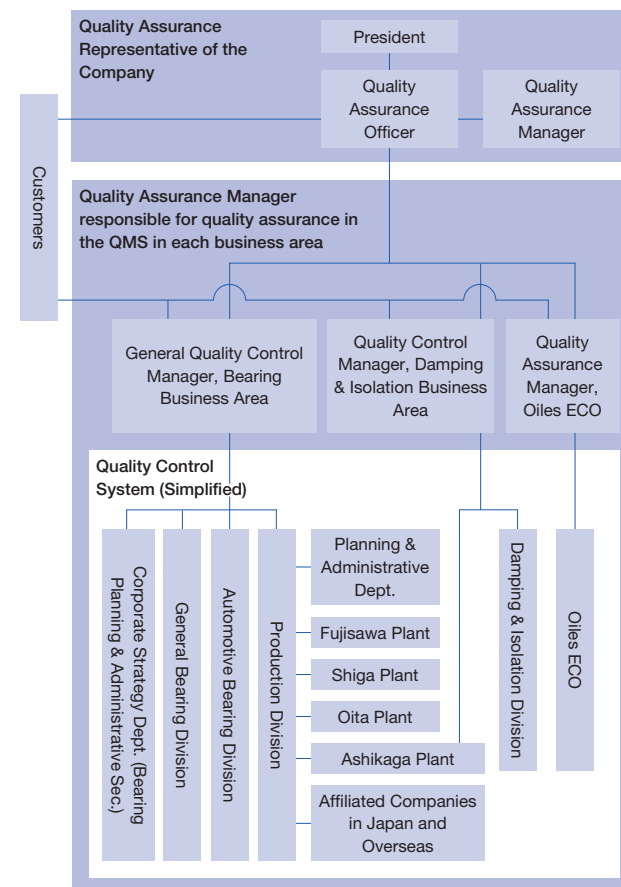 Quality Assurance
Representative of the
Company
President
Quality
Assurance
Officer
Quality
Assurance
Manager
Customers
Quality Assurance Manager
responsible for quality assurance in
the QMS in each business area
General Quality Control
Manager, Bearing
Business Area
Quality Control
Manager, Damping
& Isolation Business
Area
Quality
Assurance
Manager,
Oiles ECO
Quality Control
System (Simplified)
Corporate Strategy Dept. (Bearing
Planning & Administrative Sec.)
General Bearing Division
Automotive Bearing Division
Production Division
Planning &
Administrative
Dept.
Fujisawa Plant
Shiga Plant
Oita Plant
Ashikaga Plant
Affiliated Companies
in Japan and
Overseas
Damping & Isolation Division
Oiles ECO